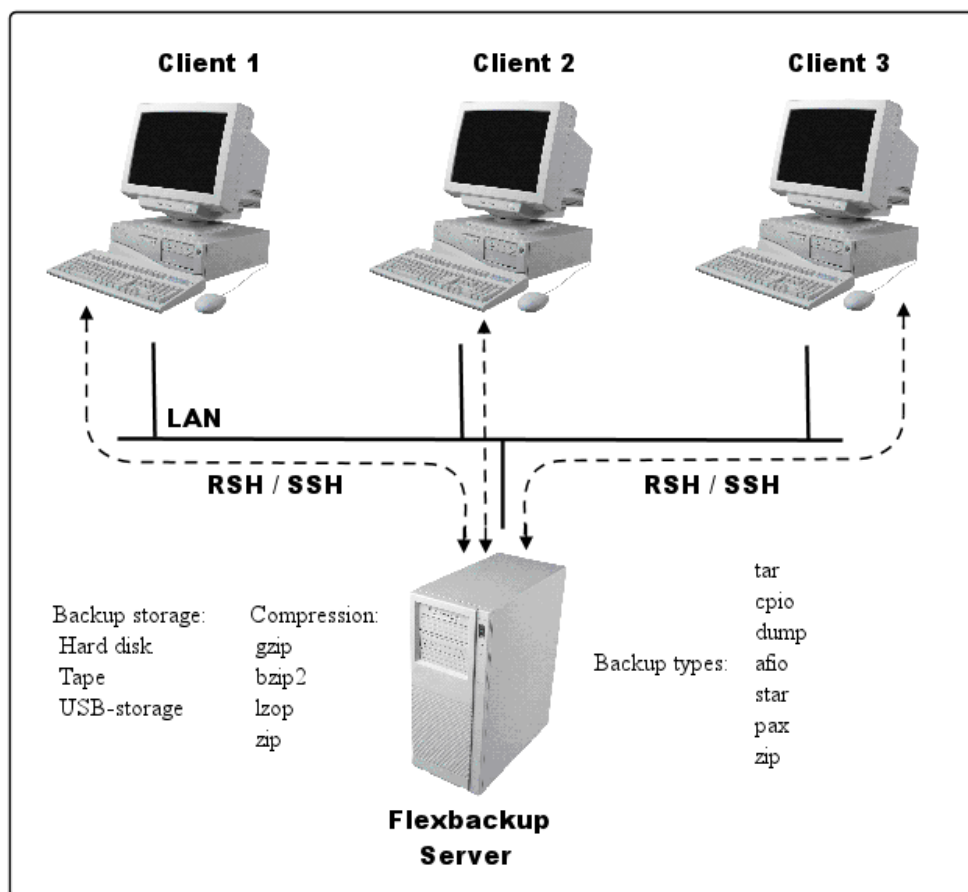 Client 1
Client 2
Client 3
LAN
RSH / SSH
RSH / SSH
Backup storage:
Hard disk
Tape
USB-storage
Compression:
gzip
bzip2
lzop
zip
Backup types:
tar
cpio
dump
afio
star
pax
zip
Flexbackup
Server